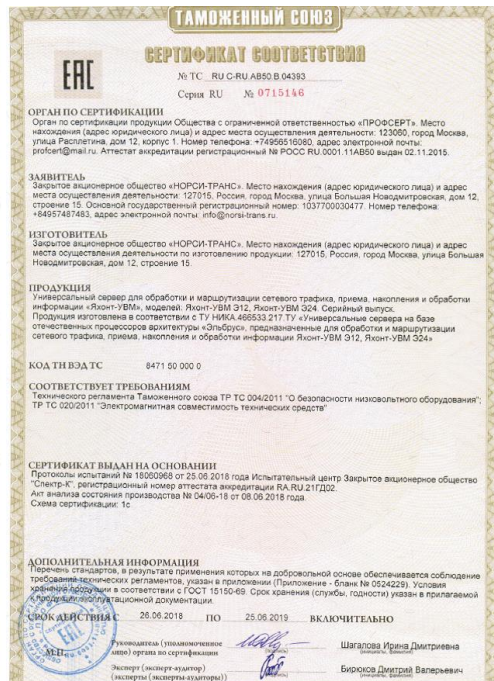 ТАМОЖЕННЫЙ СОЮЗ
СЕРТИФИКАТ СООТВЕТСТВИЯ
ЕАС
№ ТС RU C-RU.АБ50.В.04393
Серия RU № 0715146
ОРГАН ПО СЕРТИФИКАЦИИ
Орган по сертификации продукции Общества с ограниченной ответственностью «ПРОФСЕРТ». Место
нахождения (адрес юридического лица) и адрес места осуществления деятельности: 123060, город Москва,
улица Расплетина, дом 12, корпус 1. Номер телефона: +74956516080, адрес электронной почты:
profcert@mail.ru. Аттестат аккредитации регистрационный № РОСС RU.0001.11АБ50 выдан 02.11.2015.
ЗАЯВИТЕЛЬ
Закрытое акционерное общество «НОРСИ-ТРАНС». Место нахождения (адрес юридического лица) и адрес
места осуществления деятельности: 127015, Россия, город Москва, улица Большая Новодмитровская, дом 12,
строение 15. Основной государственный регистрационный номер: 1037700030477. Номер телефона:
+84957487483, адрес электронной почты: info@norsi-trans.ru.
ИЗГОТОВИТЕЛЬ
Закрытое акционерное общество «НОРСИ-ТРАНС». Место нахождения (адрес юридического лица) и адрес
места осуществления деятельности по изготовлению продукции: 127015, Россия, город Москва, улица Большая
Новодмитровская, дом 12, строение 15.
ПРОДУКЦИЯ
Универсальный сервер для обработки и маршрутизации сетевого трафика, приема, накопления и обработки
информации «Яхонт-УВМ», моделей: Яхонт-УВМ Э12, Яхонт-УВМ Э24. Серийный выпуск.
Продукция изготовлена в соответствии с ТУ НИКА.466533.217.ТУ «Универсальные сервера на базе
отечественных процессоров архитектуры «Эльбрус», предназначенные для обработки и маршрутизации
сетевого трафика, приема, накопления и обработки информации Яхонт-УВМ Э12, Яхонт-УВМ Э24»
КОД ТН ВЭД ТС 8471 50 000 0
СООТВЕТСТВУЕТ ТРЕБОВАНИЯМ
Технического регламента Таможенного союза ТР ТС 004/2011 "О безопасности низковольтного оборудования";
ТР ТС 020/2011 "Электромагнитная совместимость технических средств"
СЕРТИФИКАТ ВЫДАН НА ОСНОВАНИИ
Протоколы испытаний № 18060968 от 25.06.2018 года Испытательный центр Закрытое акционерное общество
"Спектр-К", регистрационный номер аттестата аккредитации RA.RU.21ГД02.
Акт анализа состояния производства № 04/06-18 от 08.06.2018 года.
Схема сертификации: 1с
ДОПОЛНИТЕЛЬНАЯ ИНФОРМАЦИЯ
Перечень стандартов, в результате применения которых на добровольной основе обеспечивается соблюдение
требований технических регламентов, указан в приложении (Приложение - бланк № 0524229). Условия
хранения продукции в соответствии с ГОСТ 15150-69. Срок хранения (службы, годности) указан в прилагаемой
к продукции эксплуатационной документации.
СРОК ДЕЙСТВИЯ С 26.06.2018 ПО 25.06.2019 ВКЛЮЧИТЕЛЬНО
ЕАС
М.П.
Руководитель (уполномоченное
лицо) органа по сертификации
Шагалова Ирина Дмитриевна
(инициалы, фамилия)
Эксперт (эксперт-аудитор)
(эксперты (эксперты-аудиторы))
Бирюков Дмитрий Валерьевич
(инициалы, фамилия)